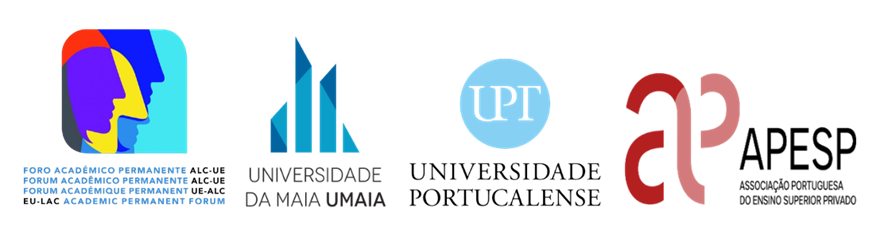 FORO ACADÉMICO PERMANENTE ALC-UE
FORUM ACADÊMICO PERMANENTE ALC-UE
FORUM ACADÉMIQUE PERMANENT UE-ALC
EU-LAC ACADEMIC PERMANENT FORUM
UNIVERSIDADE
DA MAIA UMAIA
UPT
UNIVERSIDADE
PORTUCALENSE
ap
APESP
ASSOCIAÇÃO PORTUGUESA
DO ENSINO SUPERIOR PRIVADO